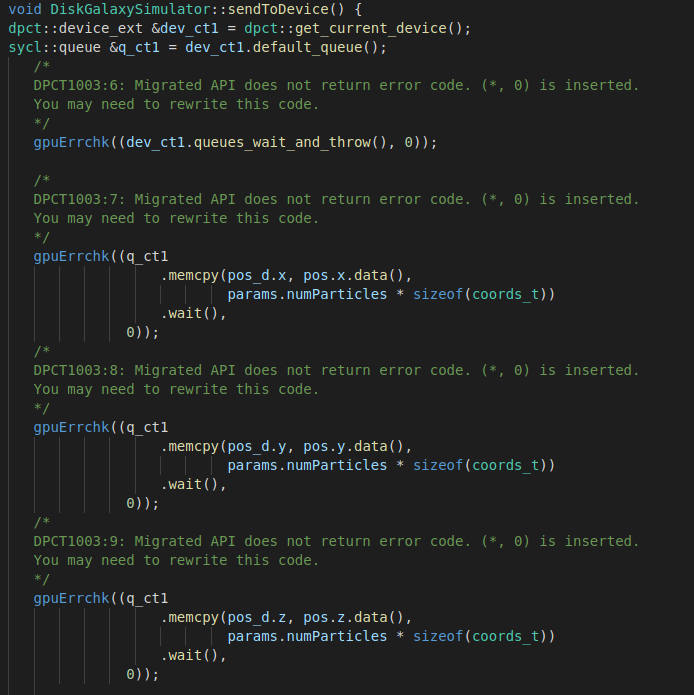 void DiskGalaxySimulator::sendToDevice() {
dpct::device_ext &dev_ct1 = dpct::get_current_device();
sycl::queue &q_ct1 = dev_ct1.default_queue();
/*
DPCT1003:6: Migrated API does not return error code. (*, 0) is inserted.
You may need to rewrite this code.
*/
gpuErrchk((dev_ct1.queues_wait_and_throw(), 0));
/*
DPCT1003:7: Migrated API does not return error code. (*, 0) is inserted.
You may need to rewrite this code.
*/
gpuErrchk((q_ct1
.memcpy(pos_d.x, pos.x.data(),
params.numParticles * sizeof(coords_t))
.wait(),
0));
/*
DPCT1003:8: Migrated API does not return error code. (*, 0) is inserted.
You may need to rewrite this code.
*/
gpuErrchk((q_ct1
.memcpy(pos_d.y, pos.y.data(),
params.numParticles * sizeof(coords_t))
.wait(),
0));
/*
DPCT1003:9: Migrated API does not return error code. (*, 0) is inserted.
You may need to rewrite this code.
*/
gpuErrchk((q_ct1
.memcpy(pos_d.z, pos.z.data(),
params.numParticles * sizeof(coords_t))
.wait(),
0));